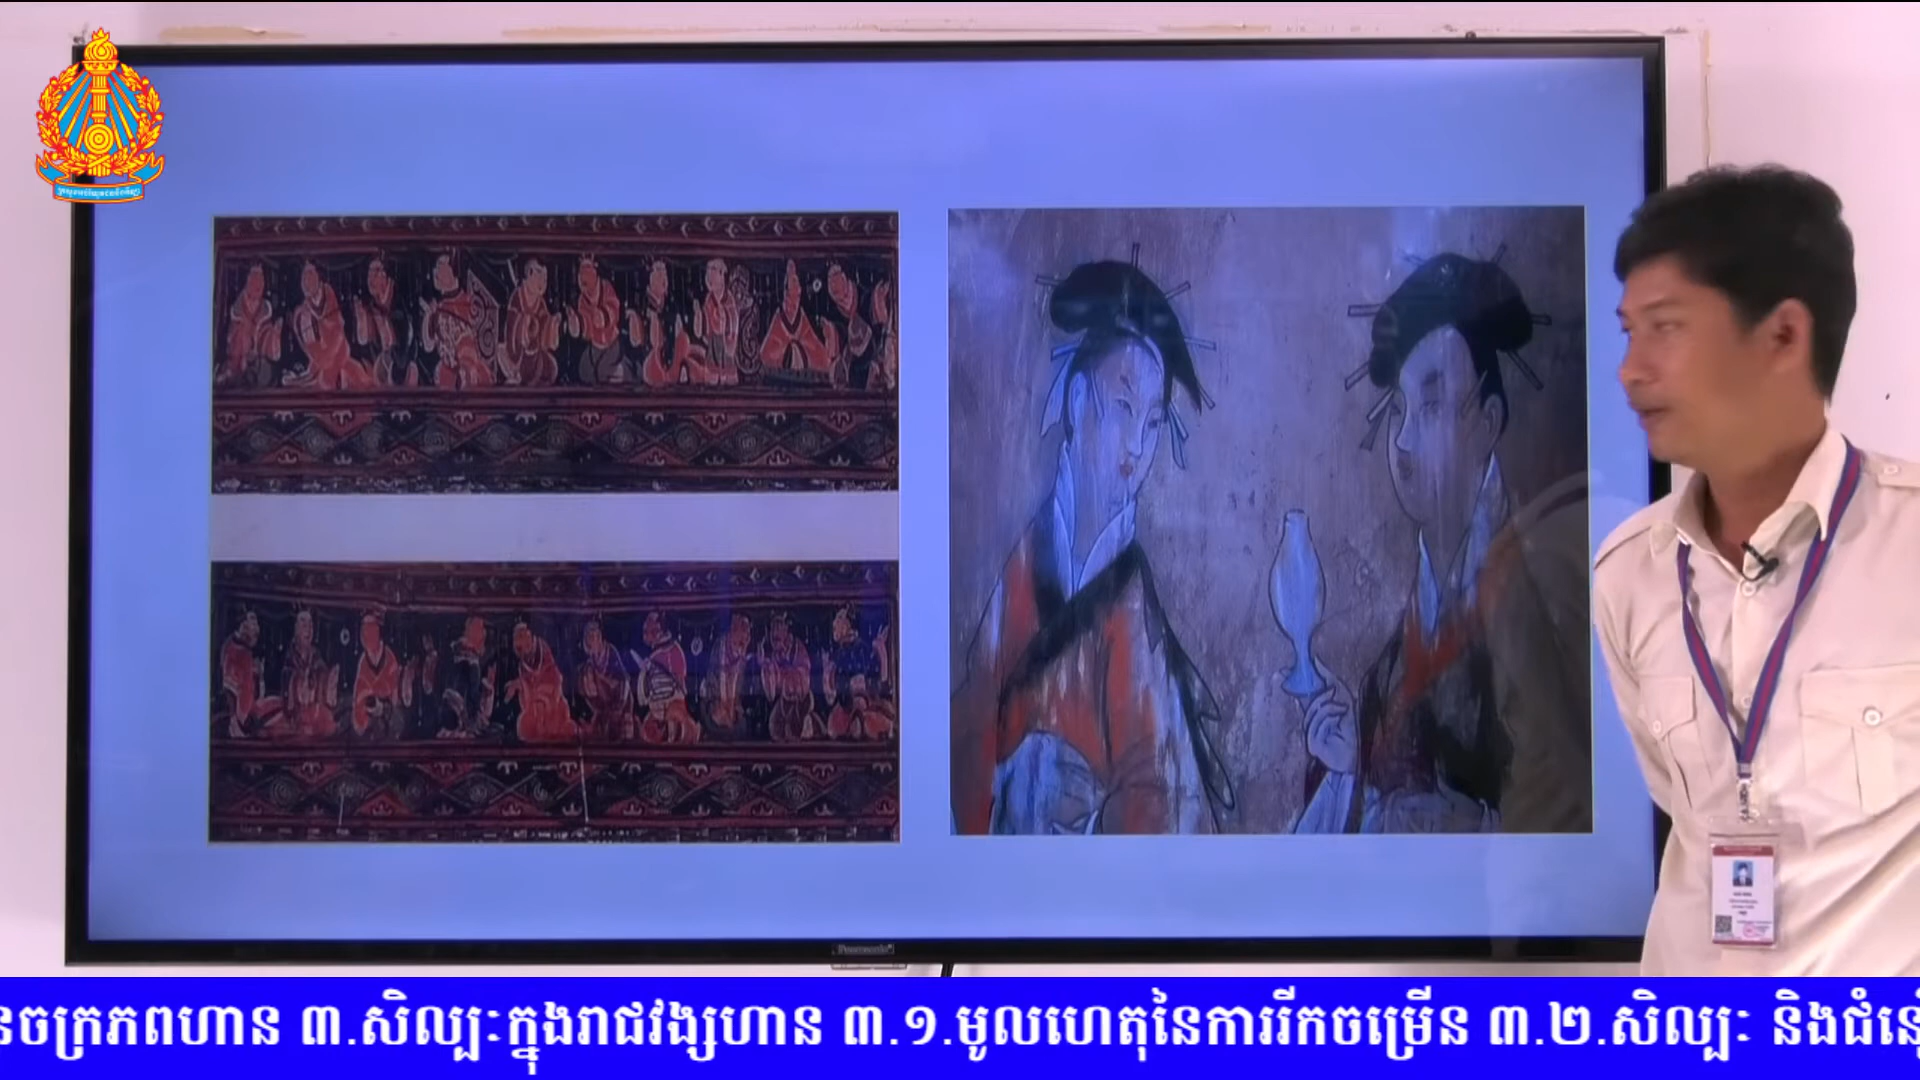 Panasonic
នចក្រភពហាន ៣.សិល្បៈក្នុងរាជវង្សហាន ៣.១.មូលហេតុនៃការរីកចម្រើន ៣.២.សិល្បៈ និងជំនឿ